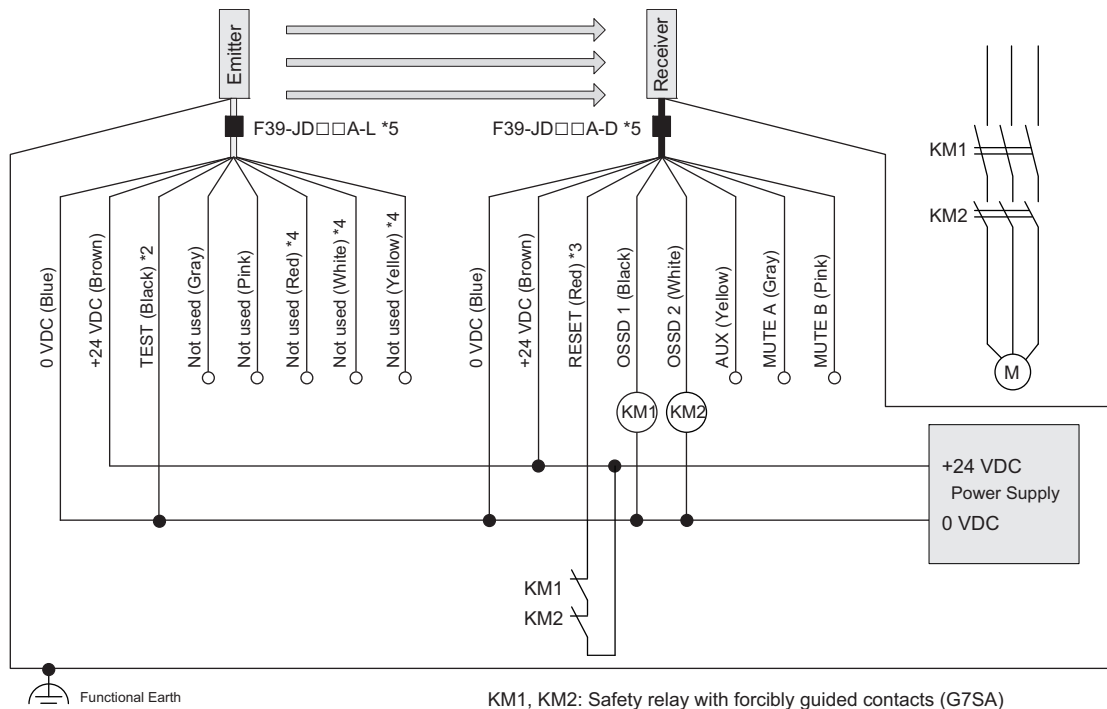 Emitter
Receiver
F39-JD□□A-L *5
F39-JD□□A-D *5
KM1
KM2
M
0 VDC (Blue)
+24 VDC (Brown)
TEST (Black) *2
Not used (Gray)
Not used (Pink)
Not used (Red) *4
Not used (White) *4
Not used (Yellow) *4
0 VDC (Blue)
+24 VDC (Brown)
RESET (Red) *3
OSSD 1 (Black)
OSSD 2 (White)
AUX (Yellow)
MUTE A (Gray)
MUTE B (Pink)
KM1
KM2
+24 VDC
Power Supply
0 VDC
KM1
KM2
Functional Earth
KM1, KM2: Safety relay with forcibly guided contacts (G7SA)